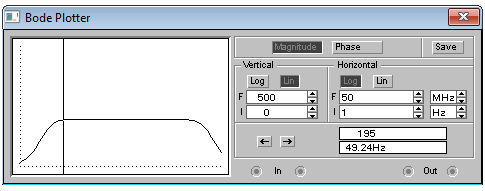 Bode Plotter
Magnitude Phase Save
Vertical Horizontal
Log Lin Log Lin
F 500 F 50 MHz
I 0 I 1 Hz
195
49.24Hz
In Out